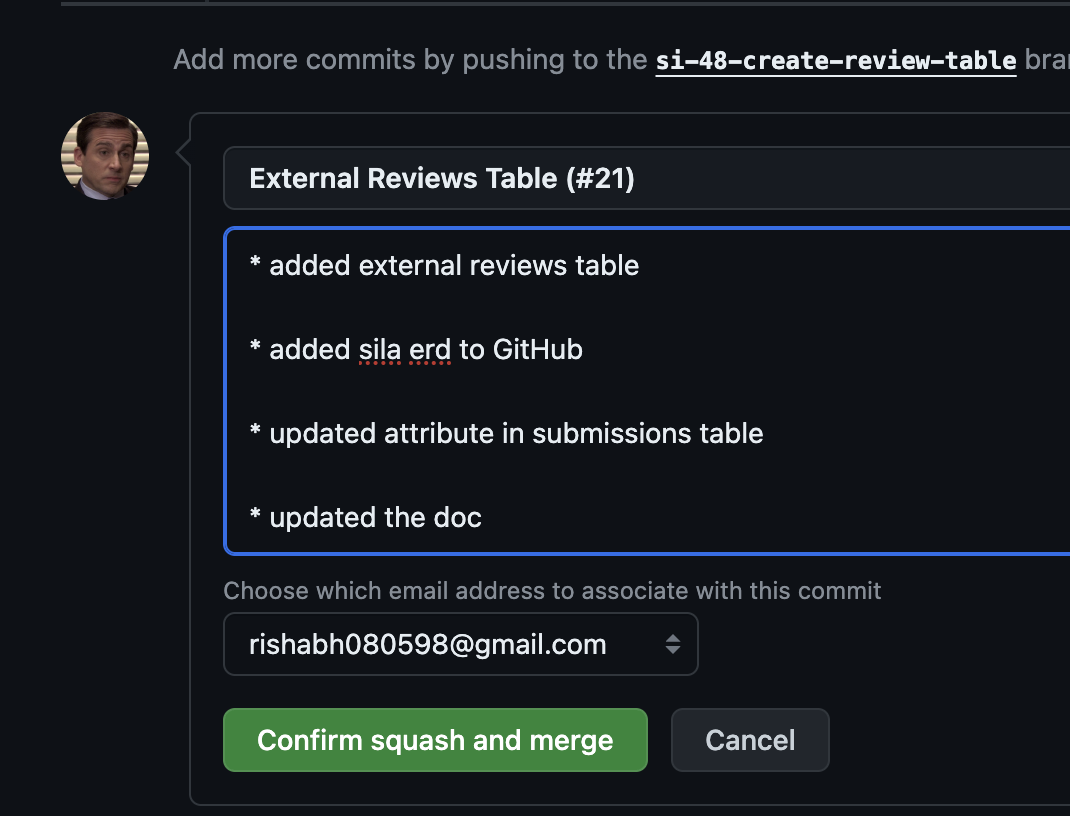 Add more commits by pushing to the si-48-create-review-table
External Reviews Table (#21)
* added external reviews table
* added sila erd to GitHub
* updated attribute in submissions table
* updated the doc
Choose which email address to associate with this commit
rishabh080598@gmail.com
Confirm squash and merge
Cancel